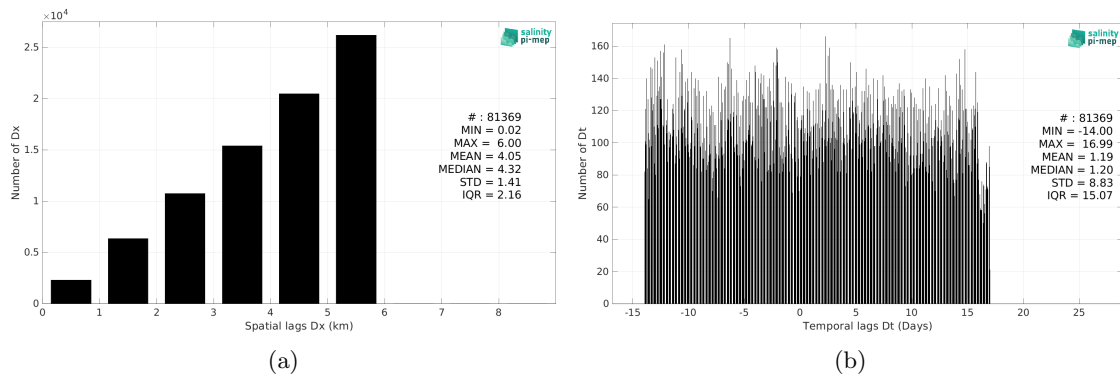 ×10⁴
2.5
2
1.5
1
0.5
0
0 1 2 3 4 5 6 7 8
Number of Dx
Spatial lags Dx (km)
salinity
pi-mep
# : 81369
MIN = 0.02
MAX = 6.00
MEAN = 4.05
MEDIAN = 4.32
STD = 1.41
IQR = 2.16
(a)
160
140
120
100
80
60
40
20
0
-15 -10 -5 0 5 10 15 20 25
Number of Dt
Temporal lags Dt (Days)
salinity
pi-mep
# : 81369
MIN = -14.00
MAX = 16.99
MEAN = 1.19
MEDIAN = 1.20
STD = 8.83
IQR = 15.07
(b)